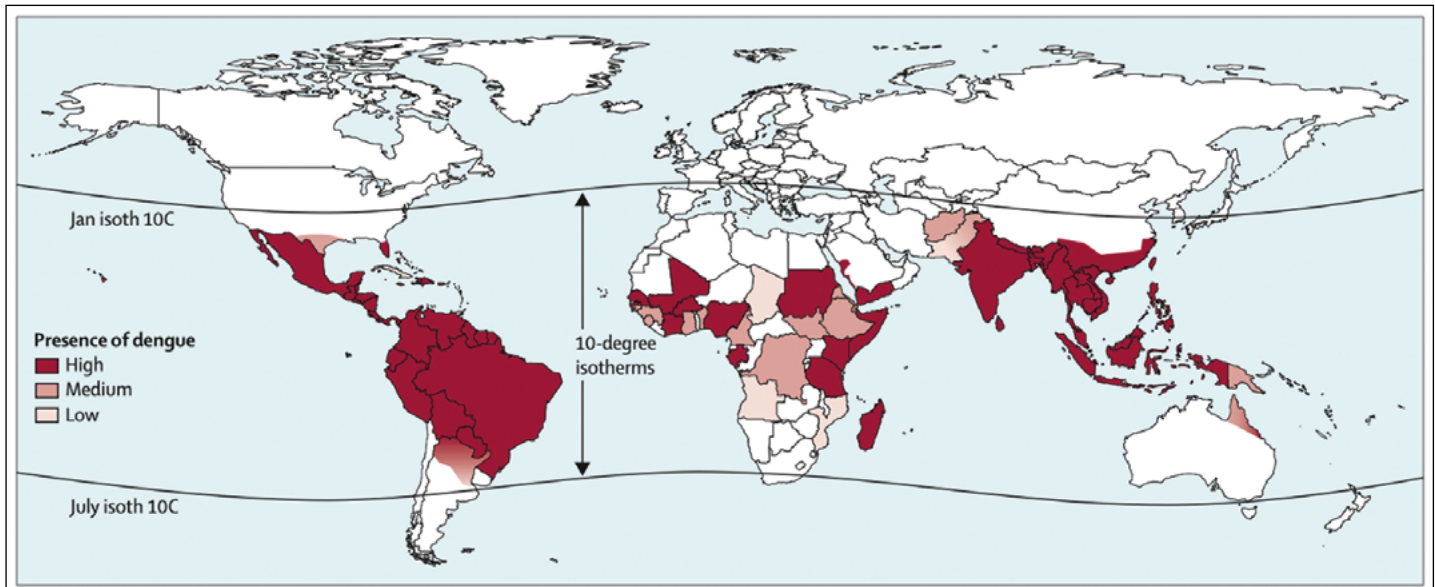 Jan isoth 10C
Presence of dengue
High
Medium
Low
10-degree
isotherms
July isoth 10C